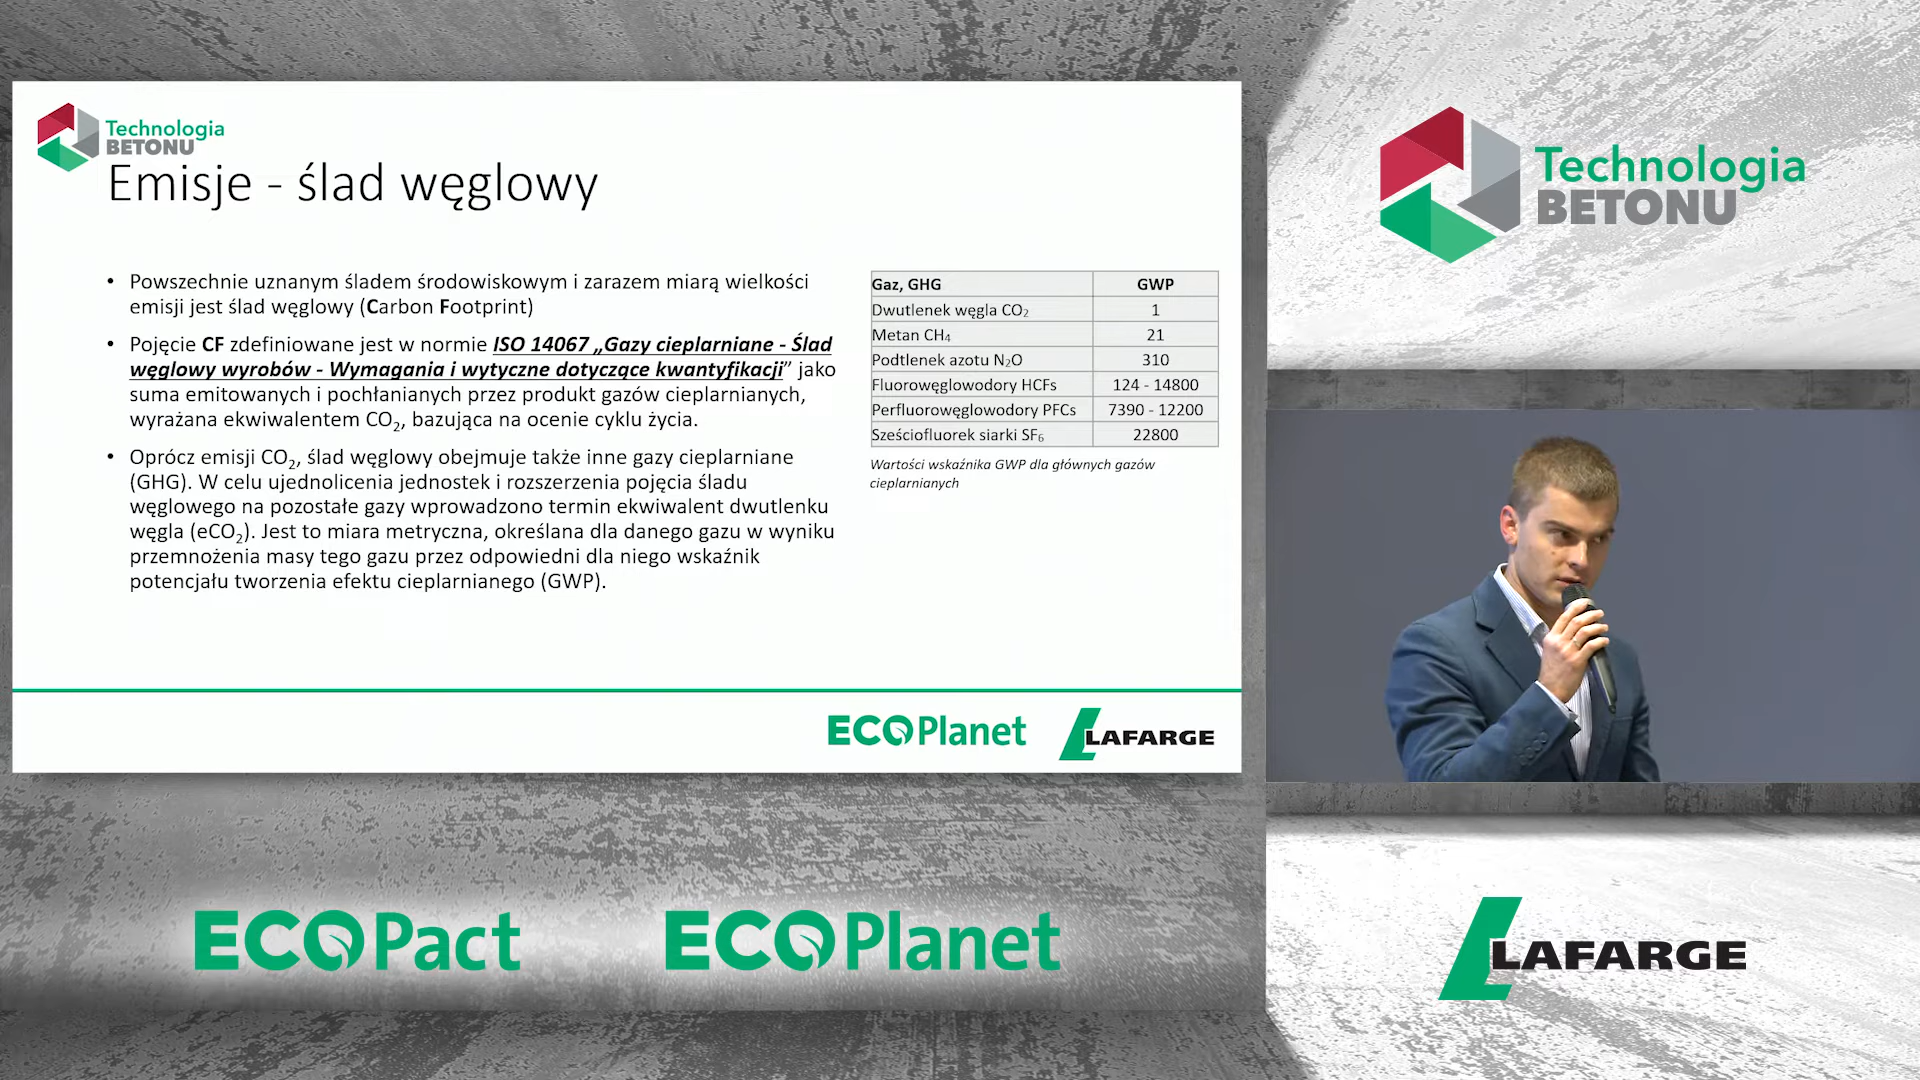 Technologia
BETONU
Emisje - ślad węglowy
• Powszechnie uznanym śladem środowiskowym i zarazem miarą wielkości
emisji jest ślad węglowy (Carbon Footprint)
• Pojęcie CF zdefiniowane jest w normie ISO 14067 „Gazy cieplarniane - Ślad
węglowy wyrobów - Wymagania i wytyczne dotyczące kwantyfikacji” jako
suma emitowanych i pochłanianych przez produkt gazów cieplarnianych,
wyrażana ekwiwalentem CO₂, bazująca na ocenie cyklu życia.
• Oprócz emisji CO₂, ślad węglowy obejmuje także inne gazy cieplarniane
(GHG). W celu ujednolicenia jednostek i rozszerzenia pojęcia śladu
węglowego na pozostałe gazy wprowadzono termin ekwiwalent dwutlenku
węgla (eCO₂). Jest to miara metryczna, określana dla danego gazu w wyniku
przemnożenia masy tego gazu przez odpowiedni dla niego wskaźnik
potencjału tworzenia efektu cieplarnianego (GWP).
Gaz, GHG GWP
Dwutlenek węgla CO₂ 1
Metan CH₄ 21
Podtlenek azotu N₂O 310
Fluorowęglowodory HCFs 124 - 14800
Perfluorowęglowodory PFCs 7390 - 12200
Sześciofluorek siarki SF₆ 22800
Wartości wskaźnika GWP dla głównych gazów
cieplarnianych
ECOPlanet LAFARGE
Technologia
BETONU
ECOPact ECOPlanet
LAFARGE